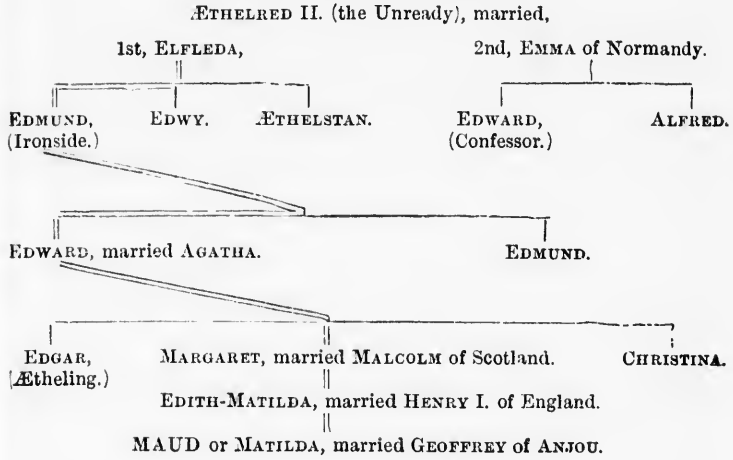 ÆTHELRED II. (the Unready), married,
1st, ELFLEDA, 2nd, EMMA of Normandy.
EDMUND, EDWY. ÆTHELSTAN. EDWARD, ALFRED.
(Ironside.) (Confessor.)
EDWARD, married AGATHA. EDMUND.
EDGAR, MARGARET, married MALCOLM of Scotland. CHRISTINA.
(Ætheling.)
EDITH-MATILDA, married HENRY I. of England.
MAUD or MATILDA, married GEOFFREY of ANJOU.